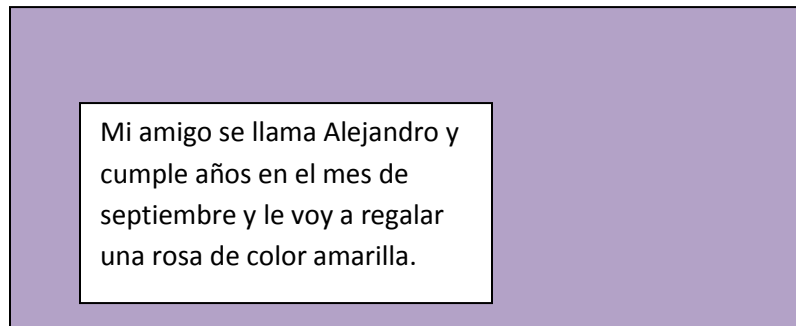 Mi amigo se llama Alejandro y
cumple años en el mes de
septiembre y le voy a regalar
una rosa de color amarilla.